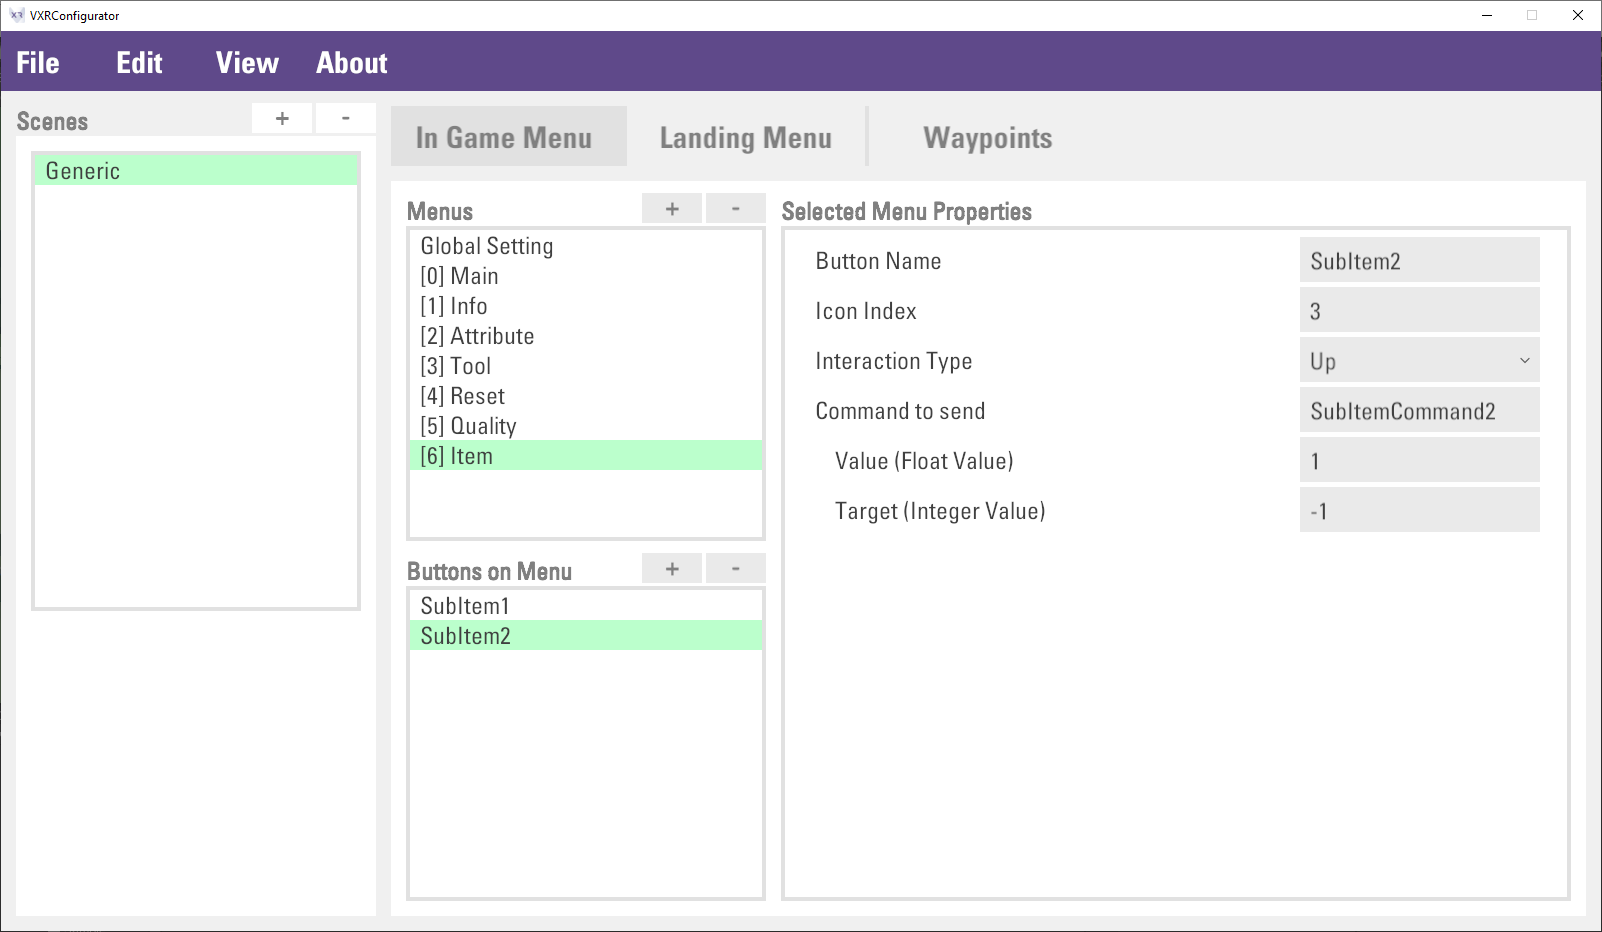 VXRConfigurator
File Edit View About
Scenes + -
Generic
In Game Menu Landing Menu Waypoints
Menus + -
Global Setting
[0] Main
[1] Info
[2] Attribute
[3] Tool
[4] Reset
[5] Quality
[6] Item
Buttons on Menu + -
SubItem1
SubItem2
Selected Menu Properties
Button Name SubItem2
Icon Index 3
Interaction Type Up
Command to send SubItemCommand2
Value (Float Value) 1
Target (Integer Value) -1